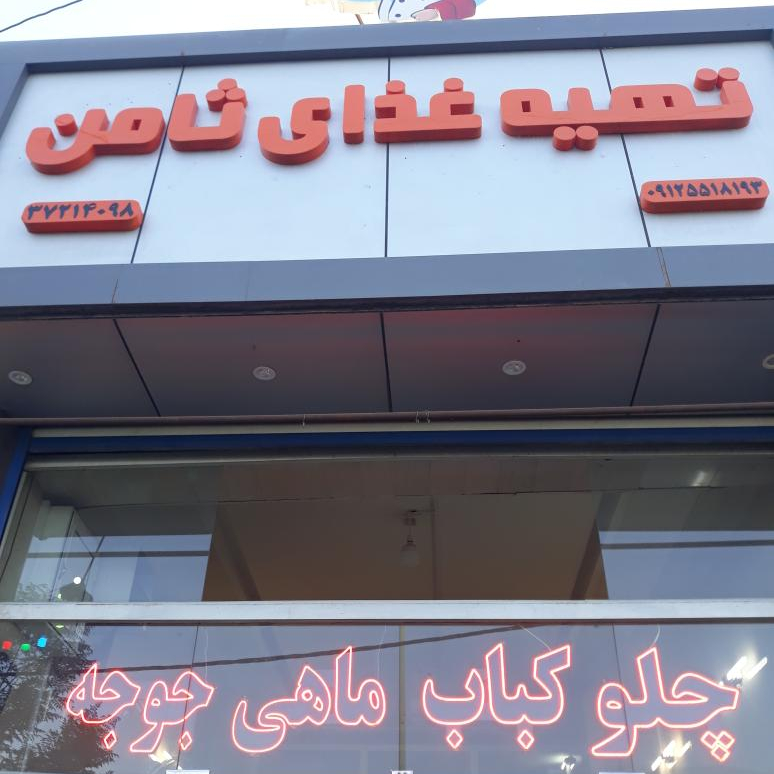 تهیه غذای ثامن
۰۹۱۲۵۵۱۸۱۹۳
۳۷۲۱۴۰۹۸
چلو کباب ماهی جوجه